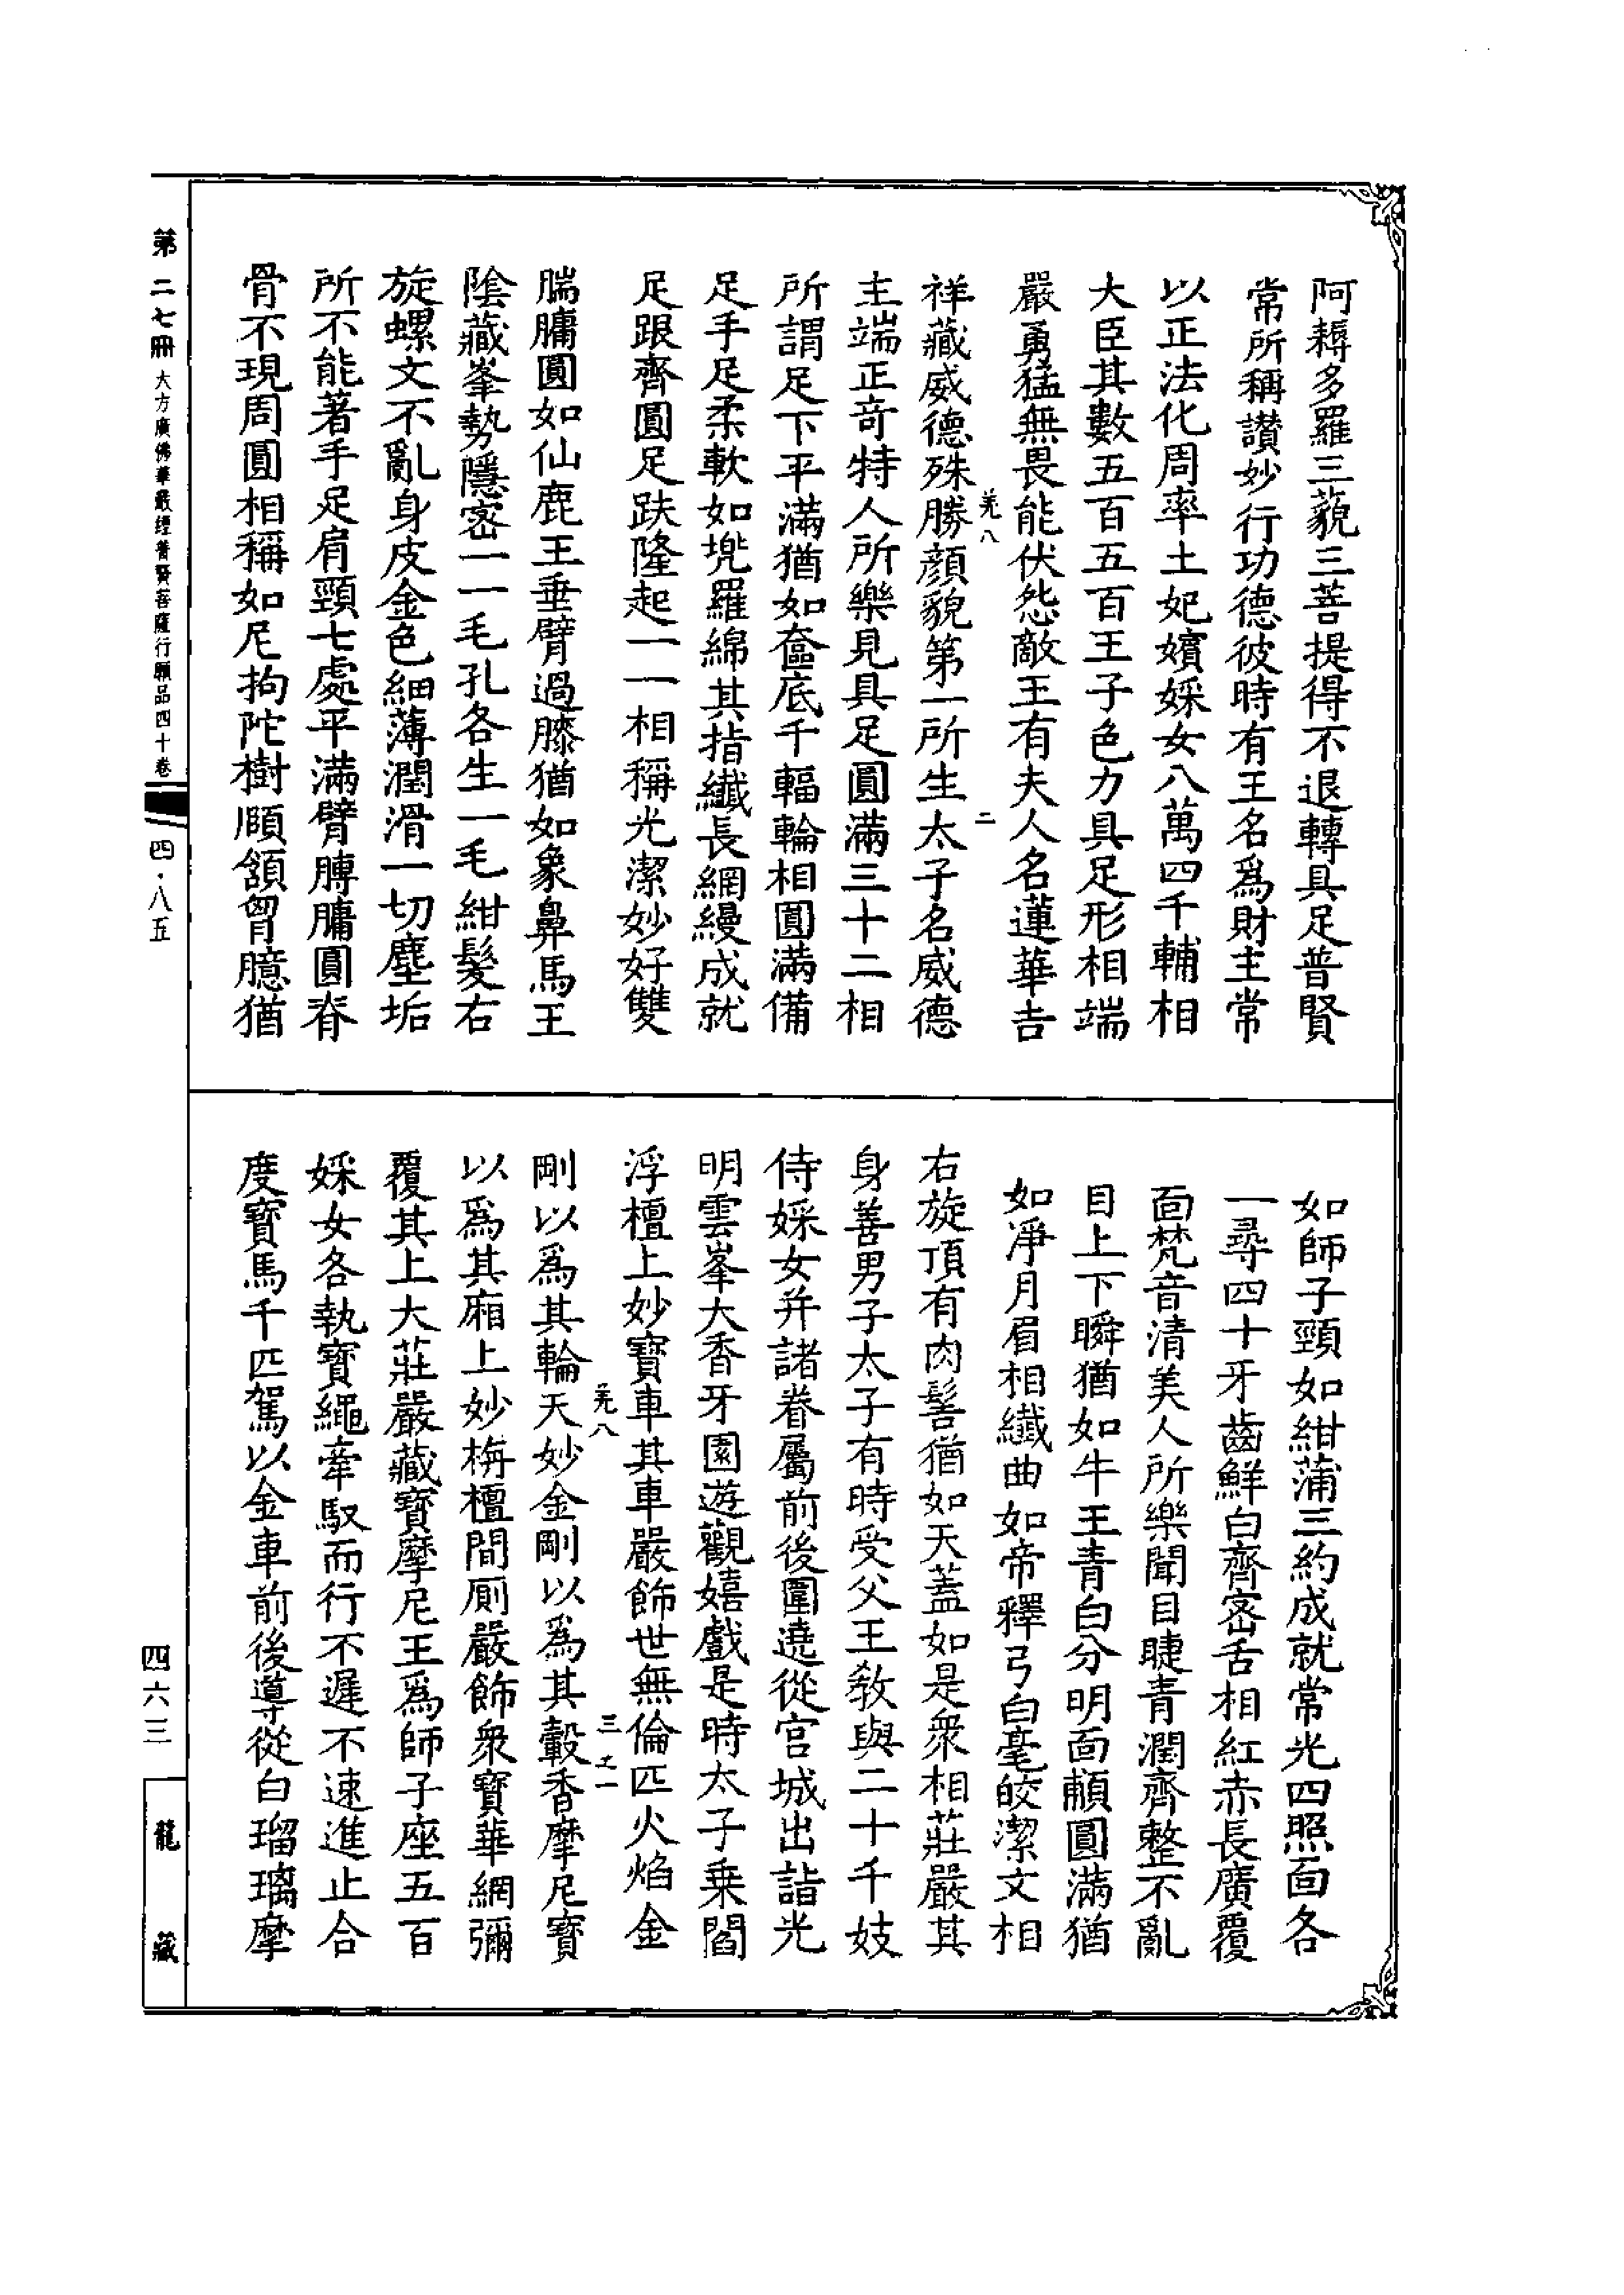 阿耨多羅三藐三菩提得不退轉具足普賢
常所稱讃妙行功德彼時有王名爲財主常
以正法化周率土妃嬪婇女八萬四千輔相
大臣其數五百五百王子色力具足形相端
嚴勇猛無畏能伏怨敵王有夫人名蓮華吉
羌八
二
祥藏威德殊勝顔貌第一所生太子名威德
主端正奇特人所樂見具足圓滿三十二相
所謂足下平滿猶如奩底千輻輪相圓滿備
足手足柔軟如兠羅綿其指纖長網縵成就
足跟齊圓足趺隆起一一相稱光潔妙好雙
腨𦟛圓如仙鹿王垂臂過膝猶如象鼻馬王
陰藏峯勢隱密一一毛孔各生一毛紺髮右
旋螺文不亂身皮金色細薄潤滑一切塵垢
所不能著手足肩頸七處平滿臂膊𦟛圓脊
骨不現周圓相稱如尼拘陀樹頤頷胷臆猶
如師子頸如紺蒲三約成就常光四照面各
一尋四十牙齒鮮白齊密舌相紅赤長廣覆
面梵音清美人所樂聞目睫青潤齊整不亂
目上下瞬猶如牛王青白分明面輔圓滿猶
如淨月眉相纖曲如帝釋弓白毫皎潔文相
右旋頂有肉髻猶如天蓋如是衆相莊嚴其
身善男子太子有時受父王教與二十千妓
侍婇女并諸眷屬前後圍遶從宮城出詣光
明雲峯大香牙園遊觀嬉戲是時太子乗閻
浮檀上妙寶車其車嚴飾世無倫匹火焰金
羌八
三
剛以爲其輪天妙金剛以爲其轂香摩尼寶
以爲其廂上妙栴檀間厠嚴飾衆寶華網彌
覆其上大莊嚴藏寶摩尼王爲師子座五百
婇女各執寶繩牽馭而行不遲不速進止合
度寶馬千匹駕以金車前後導從白瑠璃摩
第二七冊 大方廣佛華嚴經普賢菩薩行願品四十卷 四·八五
四六三
龍藏